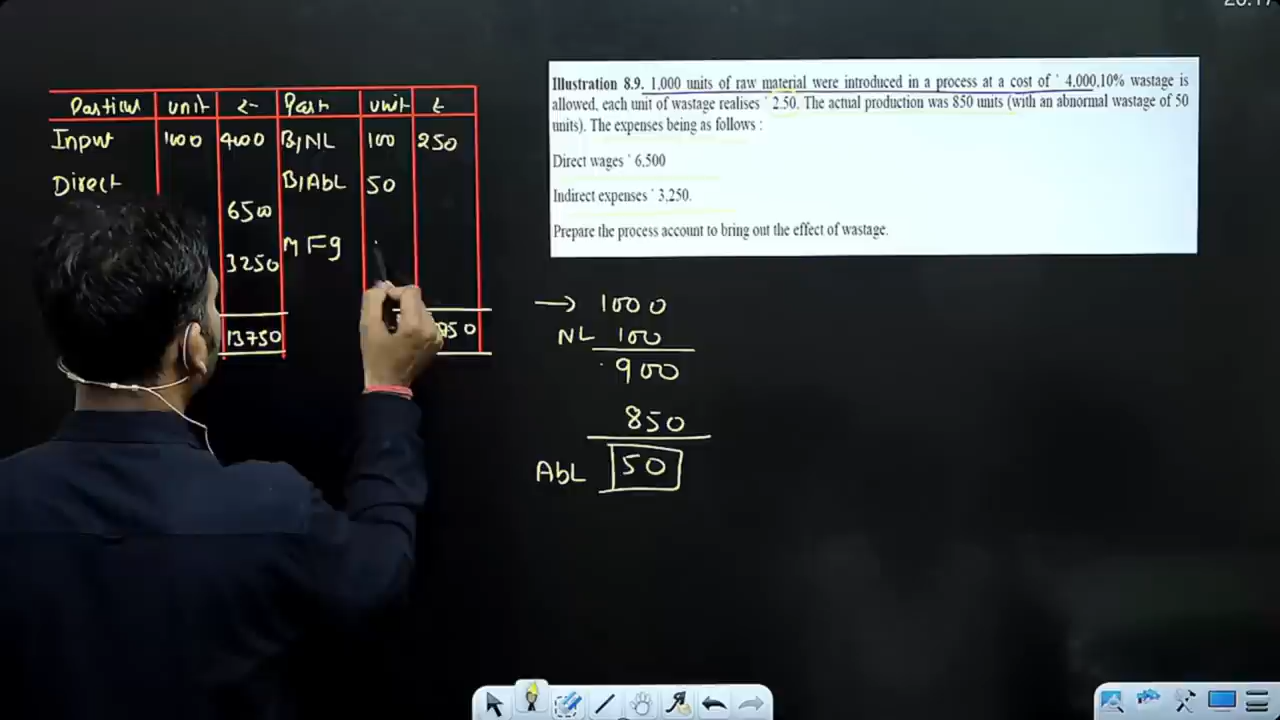 Illustration 8.9. 1,000 units of raw material were introduced in a process at a cost of ` 4,000,10% wastage is
allowed, each unit of wastage realises ` 2.50. The actual production was 850 units (with an abnormal wastage of 50
units). The expenses being as follows :
Direct wages ` 6,500
Indirect expenses ` 3,250.
Prepare the process account to bring out the effect of wastage.
unit ₹ Part unit ₹
Input 1000 4000 B,NL 100 250
Direct B,AbL 50
6500
Fg
3250
13750
→ 1000
NL 100
900
850
AbL 50